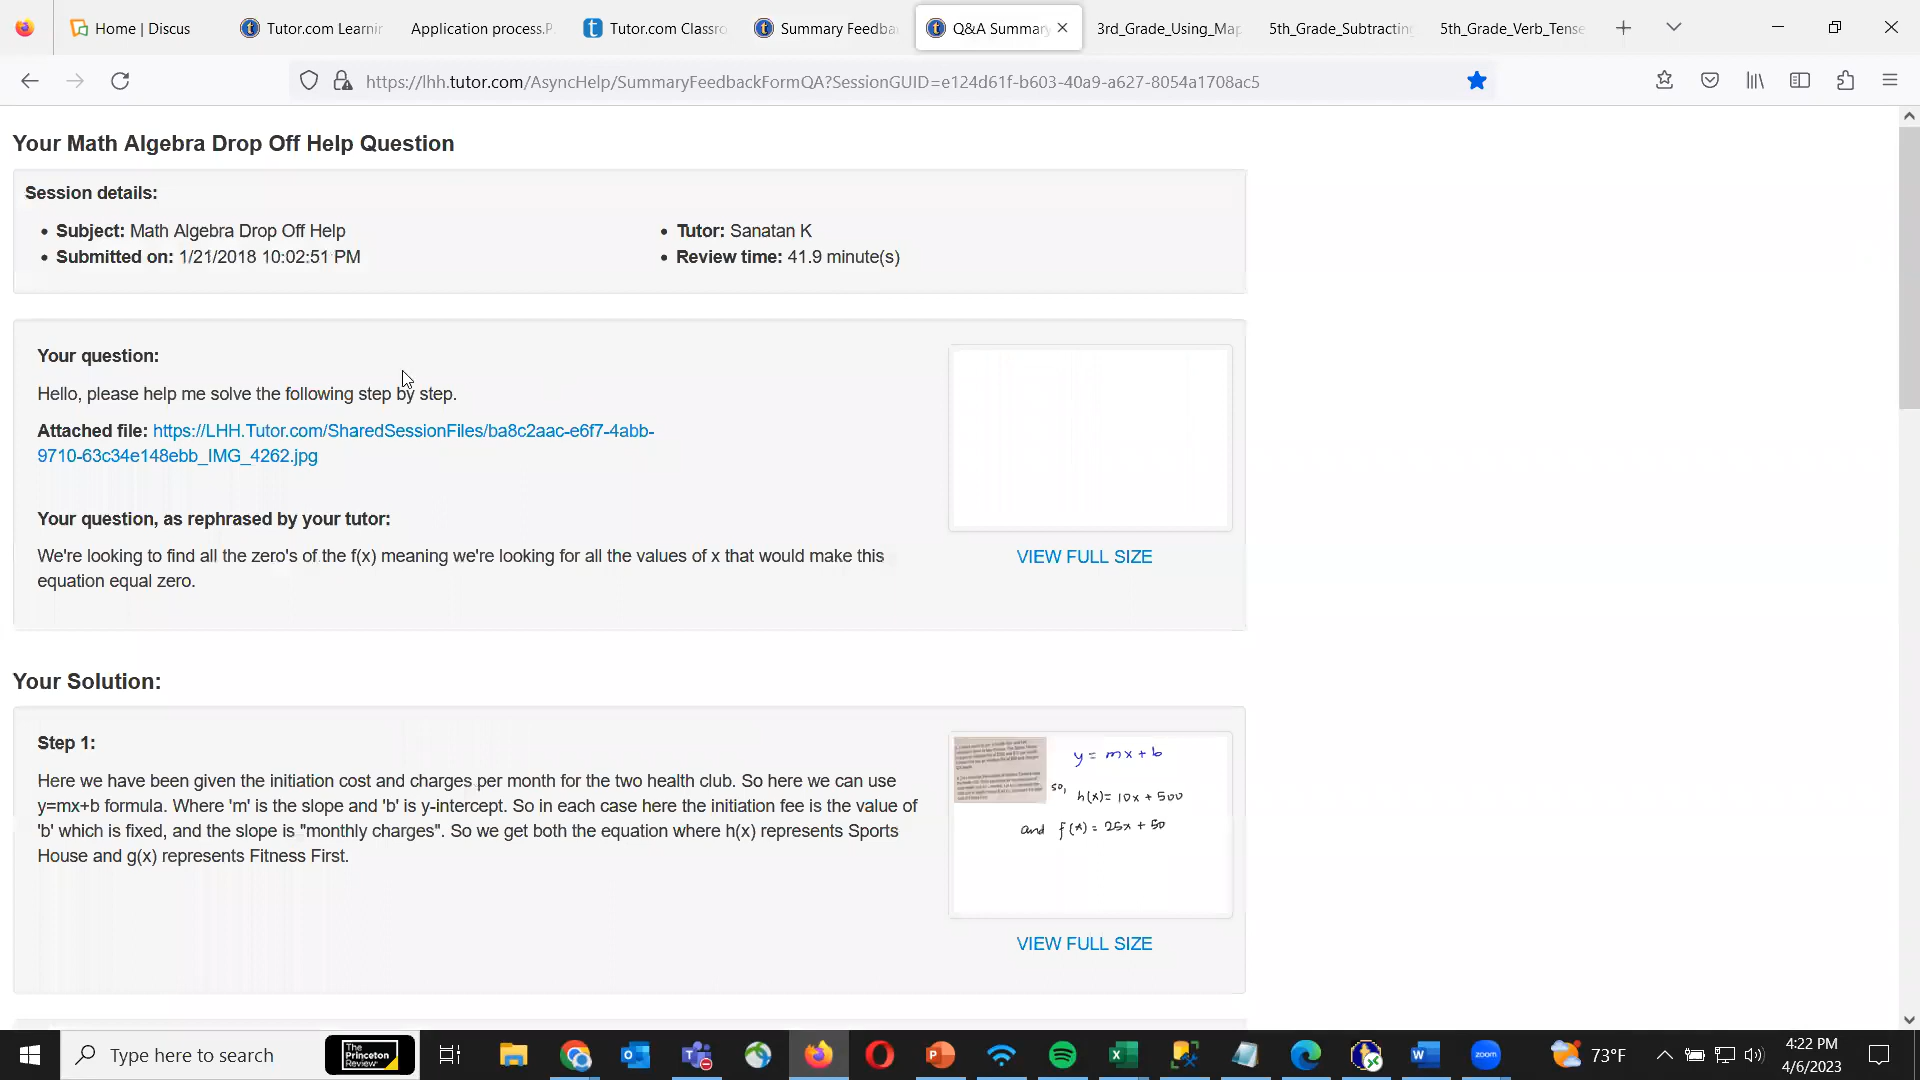 Home | Discus
Tutor.com Learnin
Application process.P
Tutor.com Classro
Summary Feedba
Q&A Summary
3rd_Grade_Using_Map
5th_Grade_Subtractin
5th_Grade_Verb_Tense
https://lhh.tutor.com/AsyncHelp/SummaryFeedbackFormQA?SessionGUID=e124d61f-b603-40a9-a627-8054a1708ac5
Your Math Algebra Drop Off Help Question
Session details:
• Subject: Math Algebra Drop Off Help
• Submitted on: 1/21/2018 10:02:51 PM
• Tutor: Sanatan K
• Review time: 41.9 minute(s)
Your question:
Hello, please help me solve the following step by step.
Attached file: https://LHH.Tutor.com/SharedSessionFiles/ba8c2aac-e6f7-4abb-
9710-63c34e148ebb_IMG_4262.jpg
VIEW FULL SIZE
Your question, as rephrased by your tutor:
We're looking to find all the zero's of the f(x) meaning we're looking for all the values of x that would make this
equation equal zero.
Your Solution:
Step 1:
Here we have been given the initiation cost and charges per month for the two health club. So here we can use
y=mx+b formula. Where 'm' is the slope and 'b' is y-intercept. So in each case here the initiation fee is the value of
'b' which is fixed, and the slope is "monthly charges". So we get both the equation where h(x) represents Sports
House and g(x) represents Fitness First.
y = mx + b
so, h(x) = 10x + 500
and f(x) = 25x + 50
VIEW FULL SIZE
Type here to search
The Princeton Review
zoom
73°F
4:22 PM
4/6/2023